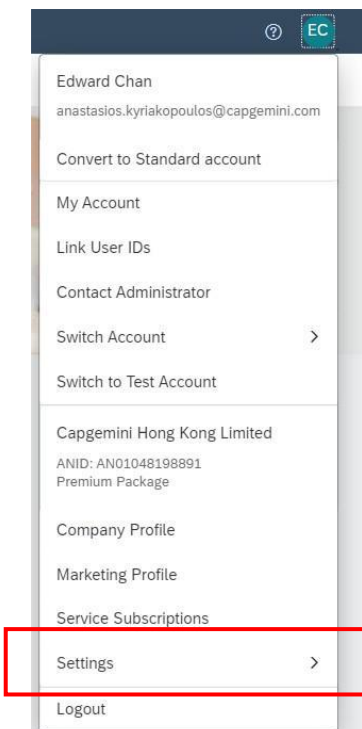 ?
EC
Edward Chan
anastasios.kyriakopoulos@capgemini.com
Convert to Standard account
My Account
Link User IDs
Contact Administrator
Switch Account
Switch to Test Account
Capgemini Hong Kong Limited
ANID: AN01048198891
Premium Package
Company Profile
Marketing Profile
Service Subscriptions
Settings
Logout